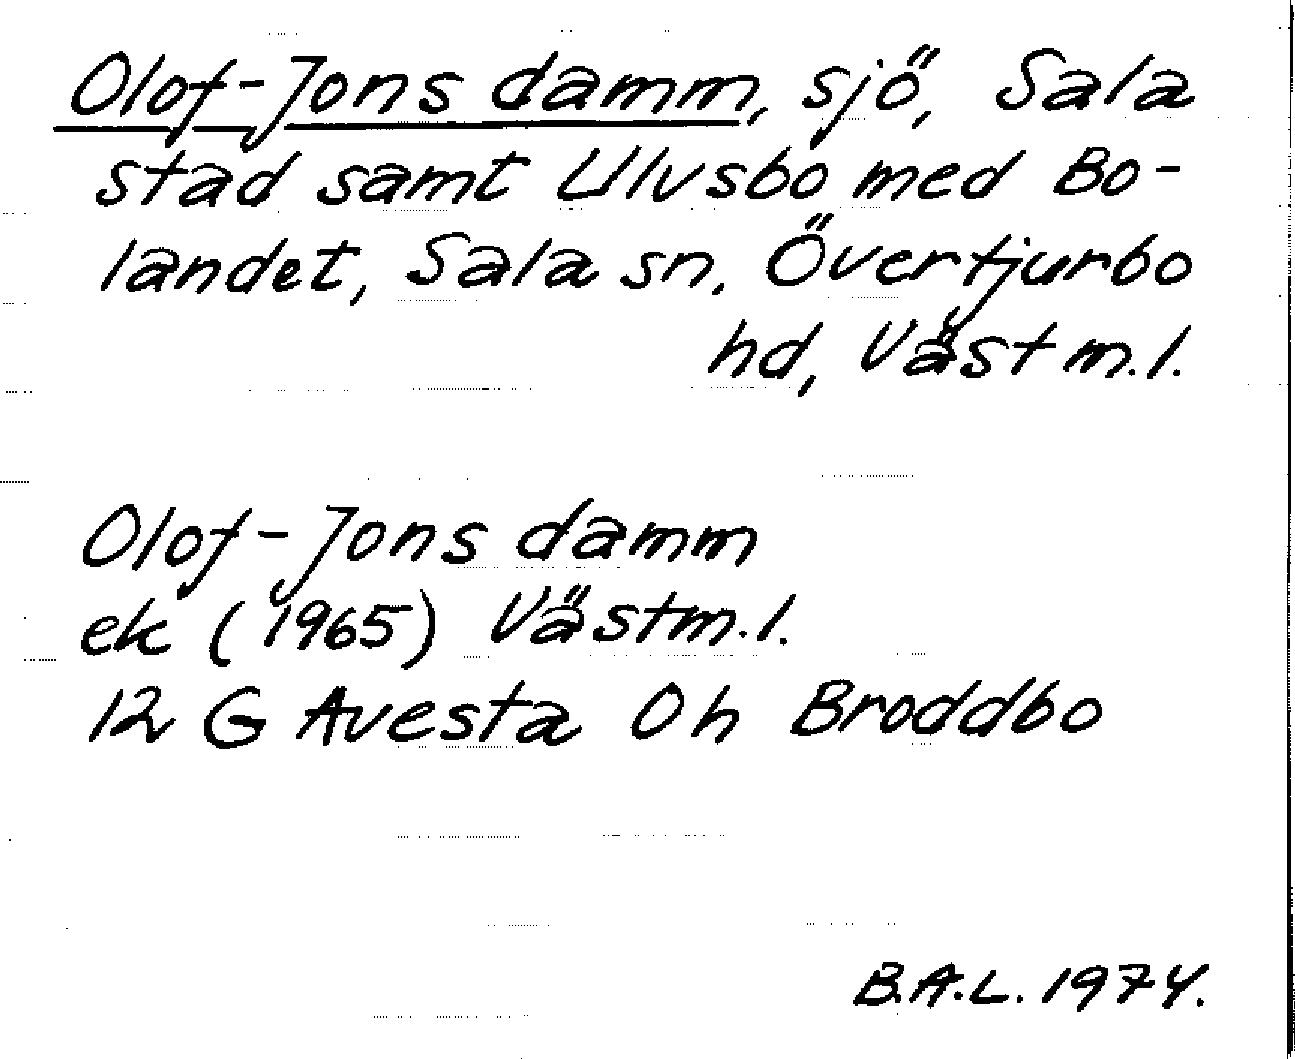 Olof-Jons damm, sjö, Sala
stad samt Ulvsbo med Bo-
landet, Sala sn, Övertjurbo
hd, Västm.l.
Olof-Jons damm
ek (1965) Västm.l.
12 G Avesta 0h Broddbo
B.A.L. 1974.